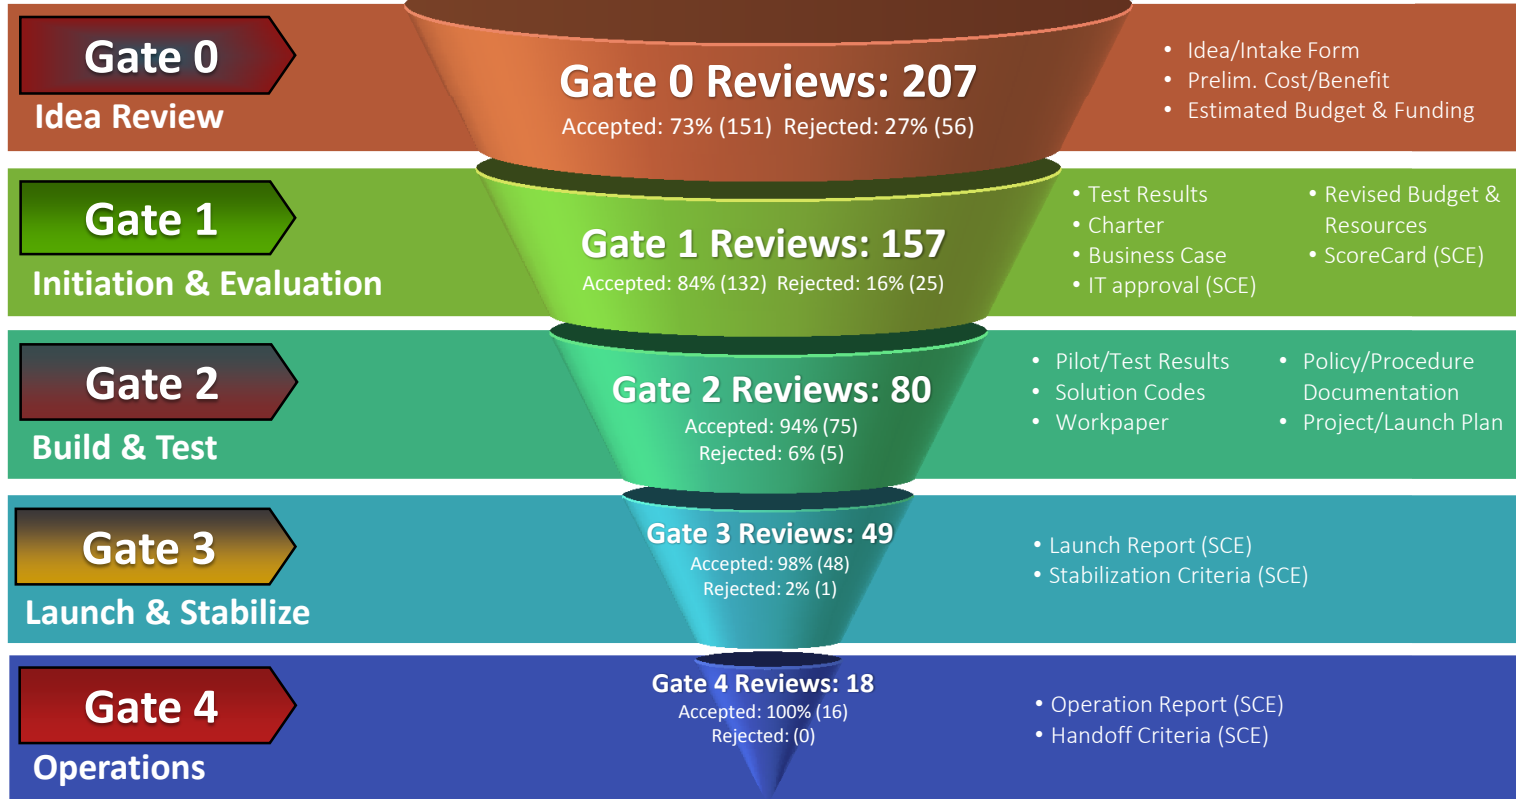 Gate 0
Idea Review
Gate 0 Reviews: 207
Accepted: 73% (151) Rejected: 27% (56)
• Idea/Intake Form
• Prelim. Cost/Benefit
• Estimated Budget & Funding
Gate 1
Initiation & Evaluation
Gate 1 Reviews: 157
Accepted: 84% (132) Rejected: 16% (25)
• Test Results
• Charter
• Business Case
• IT approval (SCE)
• Revised Budget &
Resources
• ScoreCard (SCE)
Gate 2
Build & Test
Gate 2 Reviews: 80
Accepted: 94% (75)
Rejected: 6% (5)
• Pilot/Test Results
• Solution Codes
• Workpaper
• Policy/Procedure
Documentation
• Project/Launch Plan
Gate 3
Launch & Stabilize
Gate 3 Reviews: 49
Accepted: 98% (48)
Rejected: 2% (1)
• Launch Report (SCE)
• Stabilization Criteria (SCE)
Gate 4
Operations
Gate 4 Reviews: 18
Accepted: 100% (16)
Rejected: (0)
• Operation Report (SCE)
• Handoff Criteria (SCE)